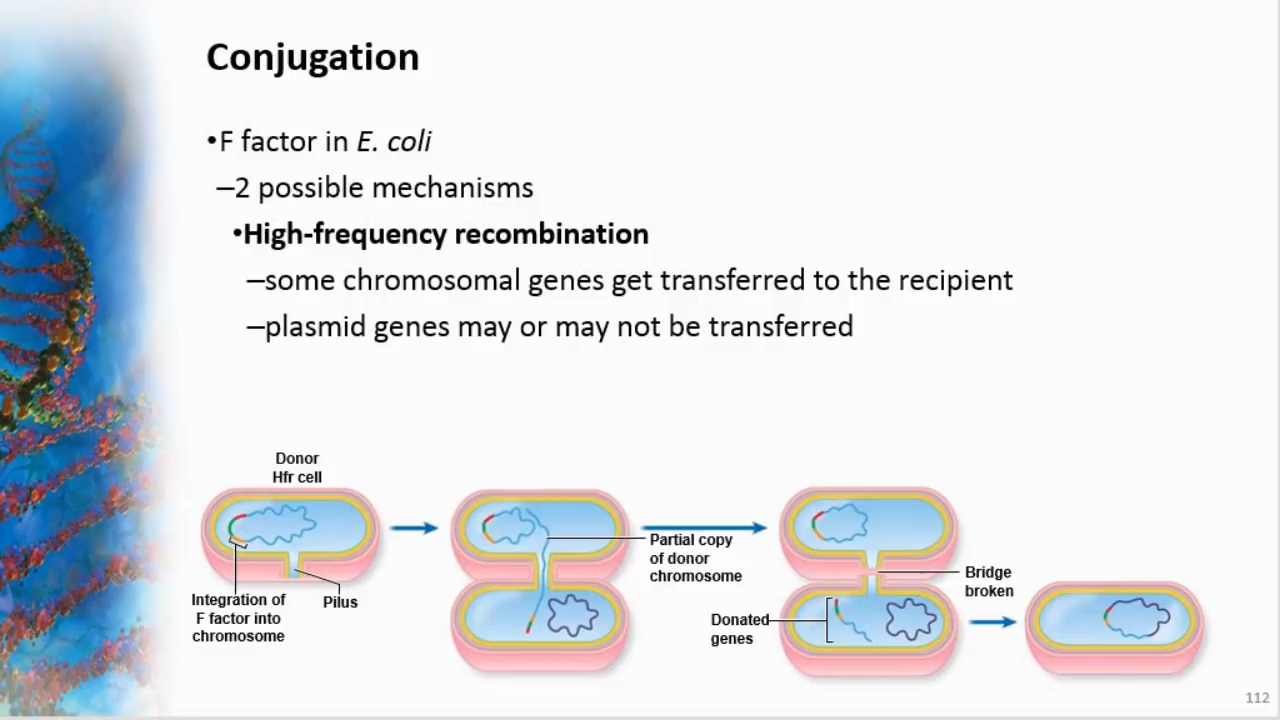 Conjugation
•F factor in E. coli
–2 possible mechanisms
•High-frequency recombination
–some chromosomal genes get transferred to the recipient
–plasmid genes may or may not be transferred
Donor
Hfr cell
Integration of
F factor into
chromosome
Pilus
Partial copy
of donor
chromosome
Donated
genes
Bridge
broken
112